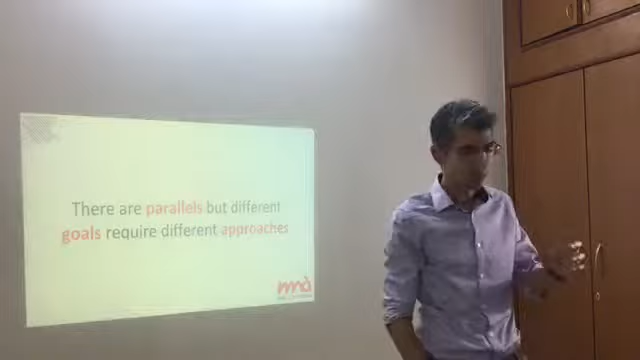 There are parallels but different
goals require different approaches